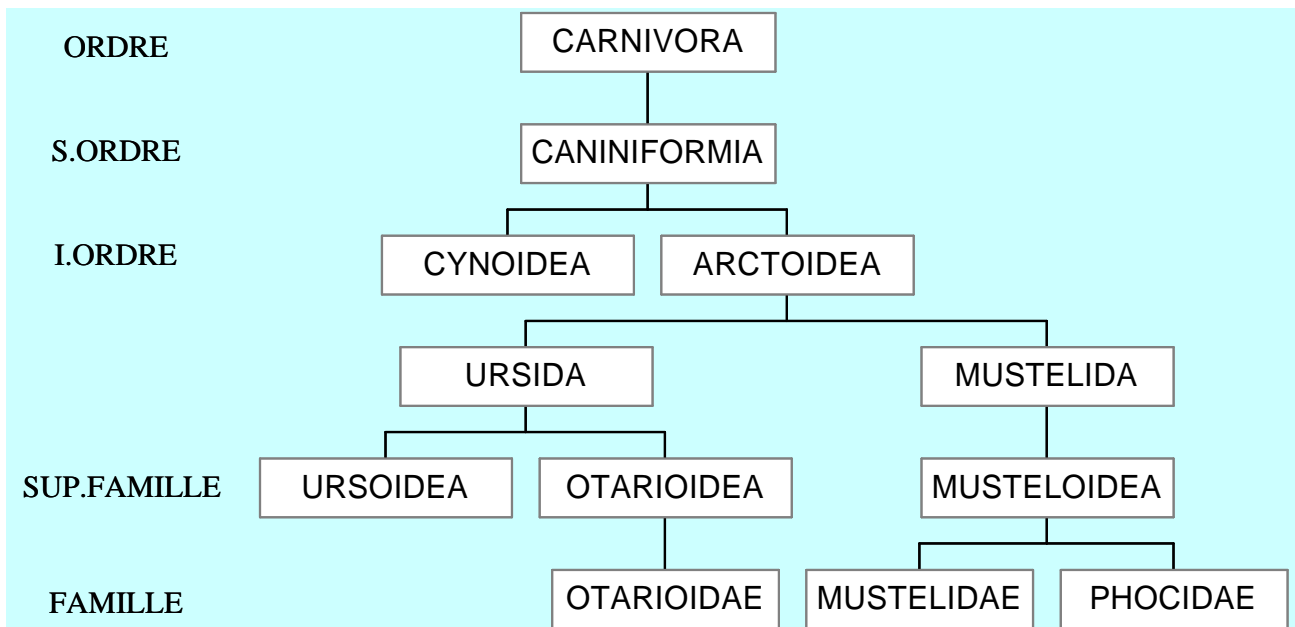 ORDRE CARNIVORA
S.ORDRE CANINIFORMIA
I.ORDRE CYNOIDEA ARCTOIDEA
URSIDA MUSTELIDA
SUP.FAMILLE URSOIDEA OTARIOIDEA MUSTELOIDEA
FAMILLE OTARIOIDAE MUSTELIDAE PHOCIDAE